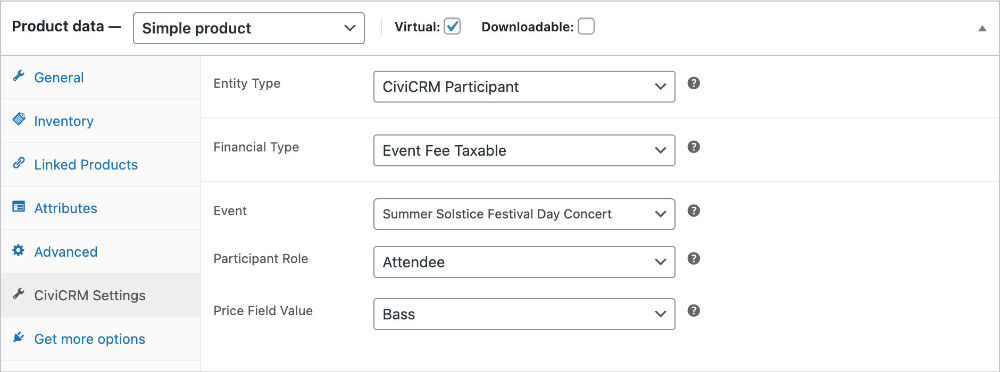 Product data — Simple product Virtual: Downloadable:
General
Inventory
Linked Products
Attributes
Advanced
CiviCRM Settings
Get more options
Entity Type CiviCRM Participant ?
Financial Type Event Fee Taxable ?
Event Summer Solstice Festival Day Concert ?
Participant Role Attendee ?
Price Field Value Bass ?